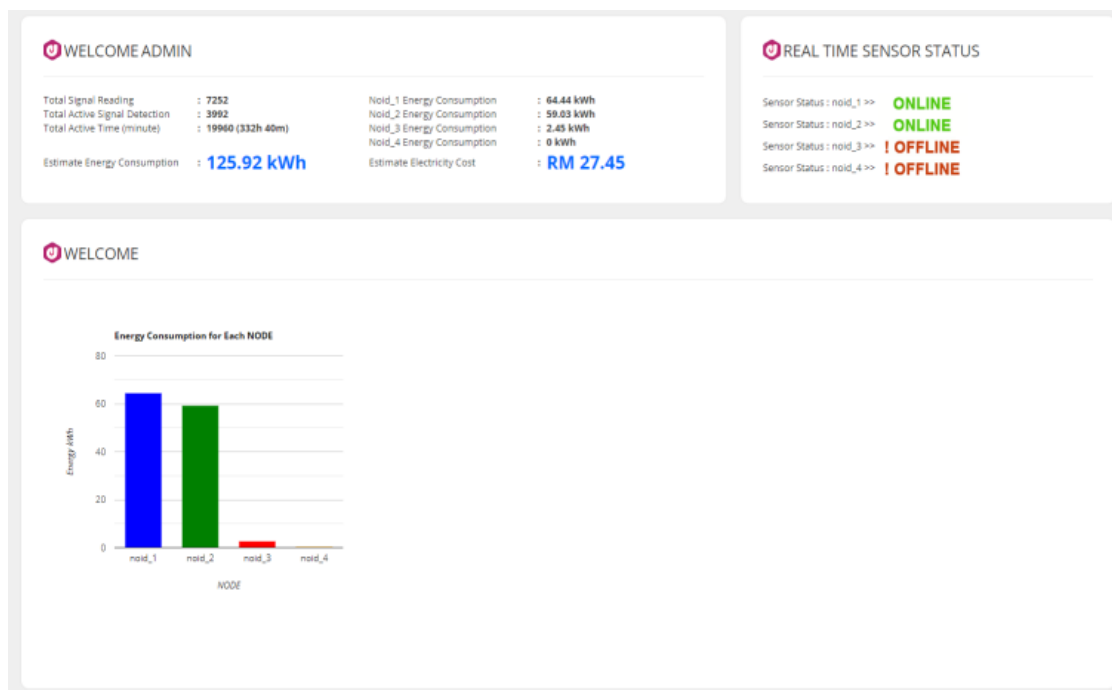 WELCOME ADMIN
Total Signal Reading : 7252
Total Active Signal Detection : 3992
Total Active Time (minute) : 19960 (332h 40m)
Estimate Energy Consumption : 125.92 kWh
Noid_1 Energy Consumption : 64.44 kWh
Noid_2 Energy Consumption : 59.03 kWh
Noid_3 Energy Consumption : 2.45 kWh
Noid_4 Energy Consumption : 0 kWh
Estimate Electricity Cost : RM 27.45
REAL TIME SENSOR STATUS
Sensor Status : noid_1 >> ONLINE
Sensor Status : noid_2 >> ONLINE
Sensor Status : noid_3 >> ! OFFLINE
Sensor Status : noid_4 >> ! OFFLINE
WELCOME
Energy Consumption for Each NODE
80
60
40
20
0
Energy kWh
noid_1 noid_2 noid_3 noid_4
NODE